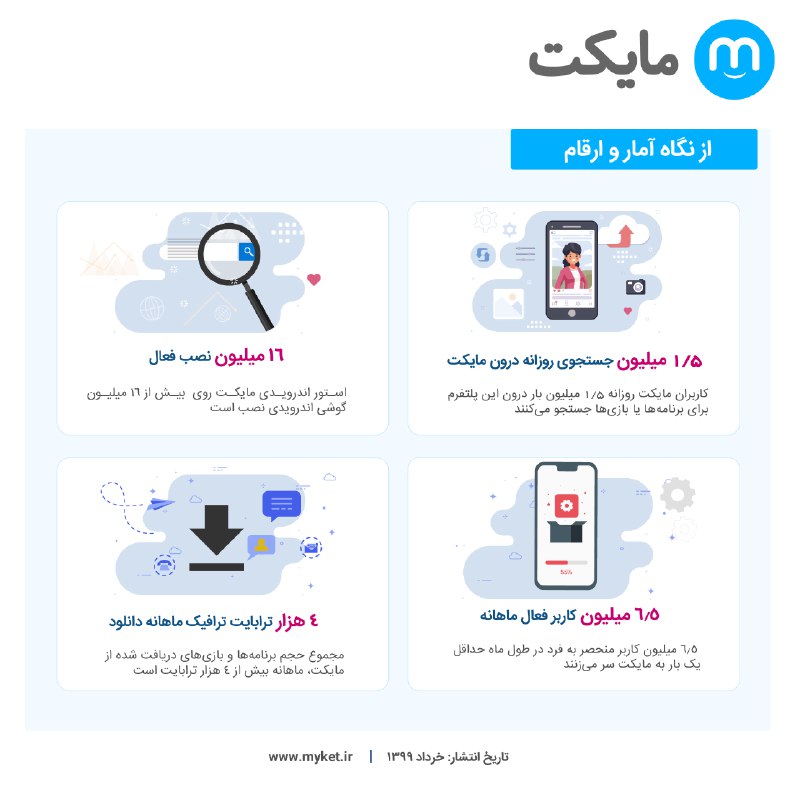 مایکت
از نگاه آمار و ارقام
۱/۵ میلیون جستجوی روزانه درون مایکت
کاربران مایکت روزانه ۱/۵ میلیون بار درون این پلتفرم
برای برنامه‌ها یا بازی‌ها جستجو می‌کنند
۱۶ میلیون نصب فعال
استور اندرویدی مایکت روی بیش از ۱۶ میلیون
گوشی اندرویدی نصب است
55%
۶٫۵ میلیون کاربر فعال ماهانه
۶٫۵ میلیون کاربر منحصر به فرد در طول ماه حداقل
یک بار به مایکت سر می‌زنند
۴ هزار ترابایت ترافیک ماهانه دانلود
مجموع حجم برنامه‌ها و بازی‌های دریافت شده از
مایکت، ماهانه بیش از ۴ هزار ترابایت است
تاریخ انتشار: خرداد ۱۳۹۹ | www.myket.ir